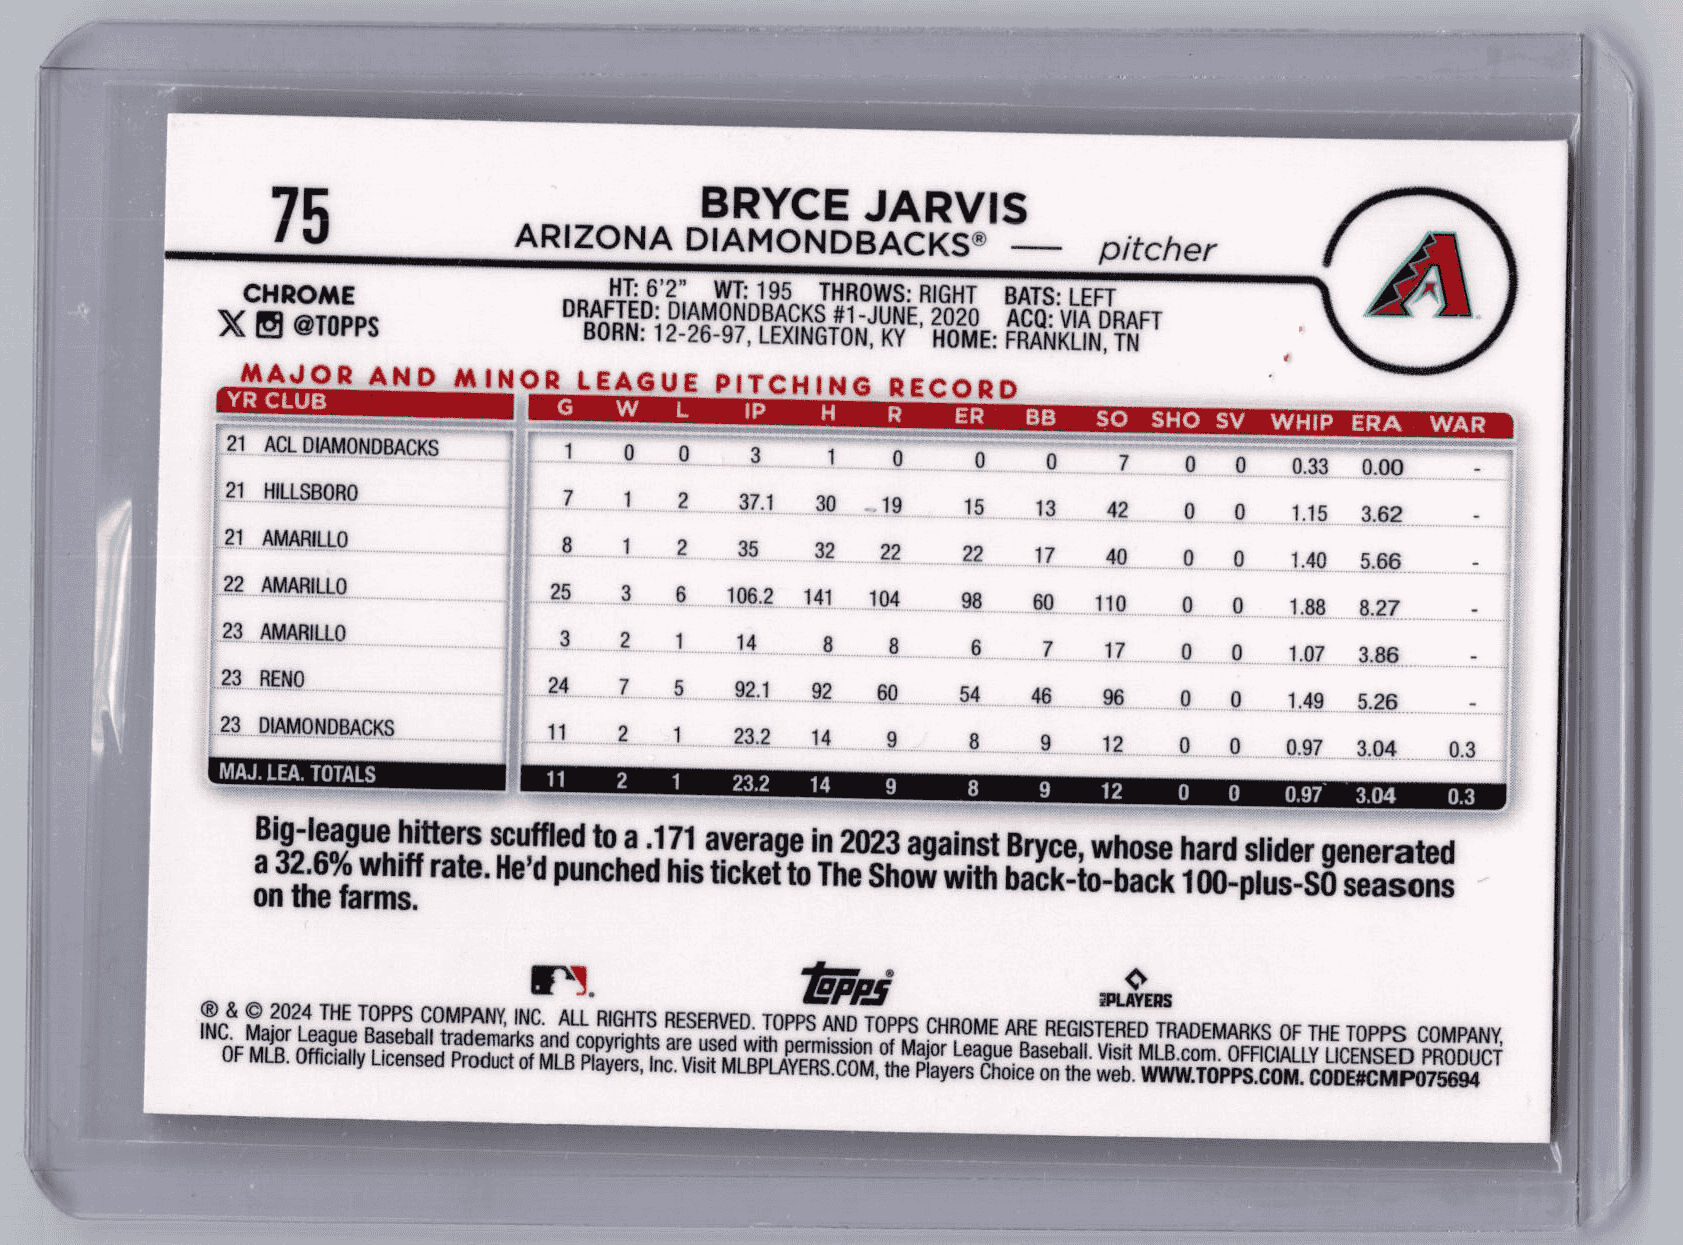 75
BRYCE JARVIS
ARIZONA DIAMONDBACKS® — pitcher
CHROME
X @TOPPS
HT: 6'2" WT: 195 THROWS: RIGHT BATS: LEFT
DRAFTED: DIAMONDBACKS #1-JUNE, 2020 ACQ: VIA DRAFT
BORN: 12-26-97, LEXINGTON, KY HOME: FRANKLIN, TN
MAJOR AND MINOR LEAGUE PITCHING RECORD
YR CLUB G W L IP H R ER BB SO SHO SV WHIP ERA WAR
21 ACL DIAMONDBACKS 1 0 0 3 1 0 0 0 7 0 0 0.33 0.00 -
21 HILLSBORO 7 1 2 37.1 30 19 15 13 42 0 0 1.15 3.62 -
21 AMARILLO 8 1 2 35 32 22 22 17 40 0 0 1.40 5.66 -
22 AMARILLO 25 3 6 106.2 141 104 98 60 110 0 0 1.88 8.27 -
23 AMARILLO 3 2 1 14 8 8 6 7 17 0 0 1.07 3.86 -
23 RENO 24 7 5 92.1 92 60 54 46 96 0 0 1.49 5.26 -
23 DIAMONDBACKS 11 2 1 23.2 14 9 8 9 12 0 0 0.97 3.04 0.3
MAJ. LEA. TOTALS 11 2 1 23.2 14 9 8 9 12 0 0 0.97 3.04 0.3
Big-league hitters scuffled to a .171 average in 2023 against Bryce, whose hard slider generated
a 32.6% whiff rate. He'd punched his ticket to The Show with back-to-back 100-plus-SO seasons
on the farms.
Topps®
PLAYERS
® & © 2024 THE TOPPS COMPANY, INC. ALL RIGHTS RESERVED. TOPPS AND TOPPS CHROME ARE REGISTERED TRADEMARKS OF THE TOPPS COMPANY,
INC. Major League Baseball trademarks and copyrights are used with permission of Major League Baseball. Visit MLB.com. OFFICIALLY LICENSED PRODUCT
OF MLB. Officially Licensed Product of MLB Players, Inc. Visit MLBPLAYERS.COM, the Players Choice on the web. WWW.TOPPS.COM. CODE#CMP075694